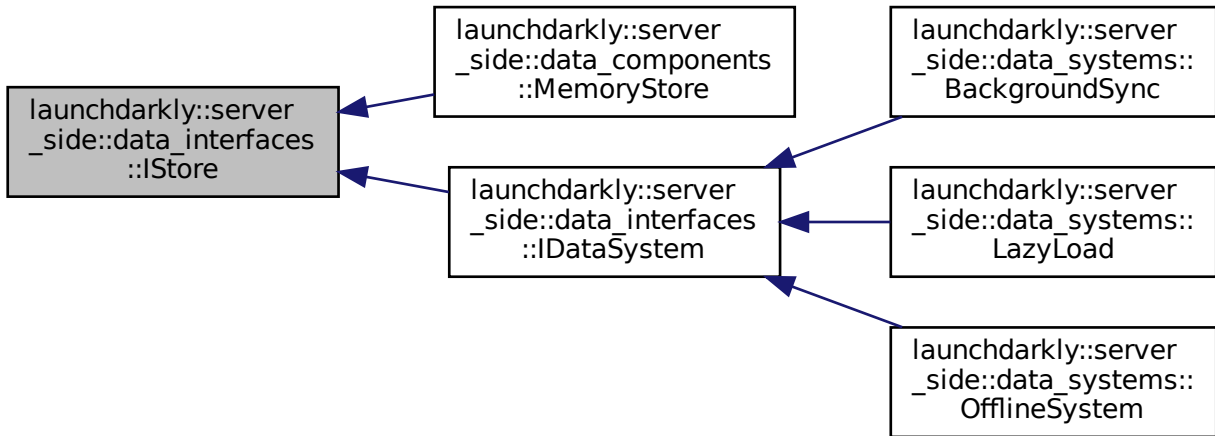 launchdarkly::server
_side::data_interfaces
::IStore
launchdarkly::server
_side::data_components
::MemoryStore
launchdarkly::server
_side::data_interfaces
::IDataSystem
launchdarkly::server
_side::data_systems::
BackgroundSync
launchdarkly::server
_side::data_systems::
LazyLoad
launchdarkly::server
_side::data_systems::
OfflineSystem